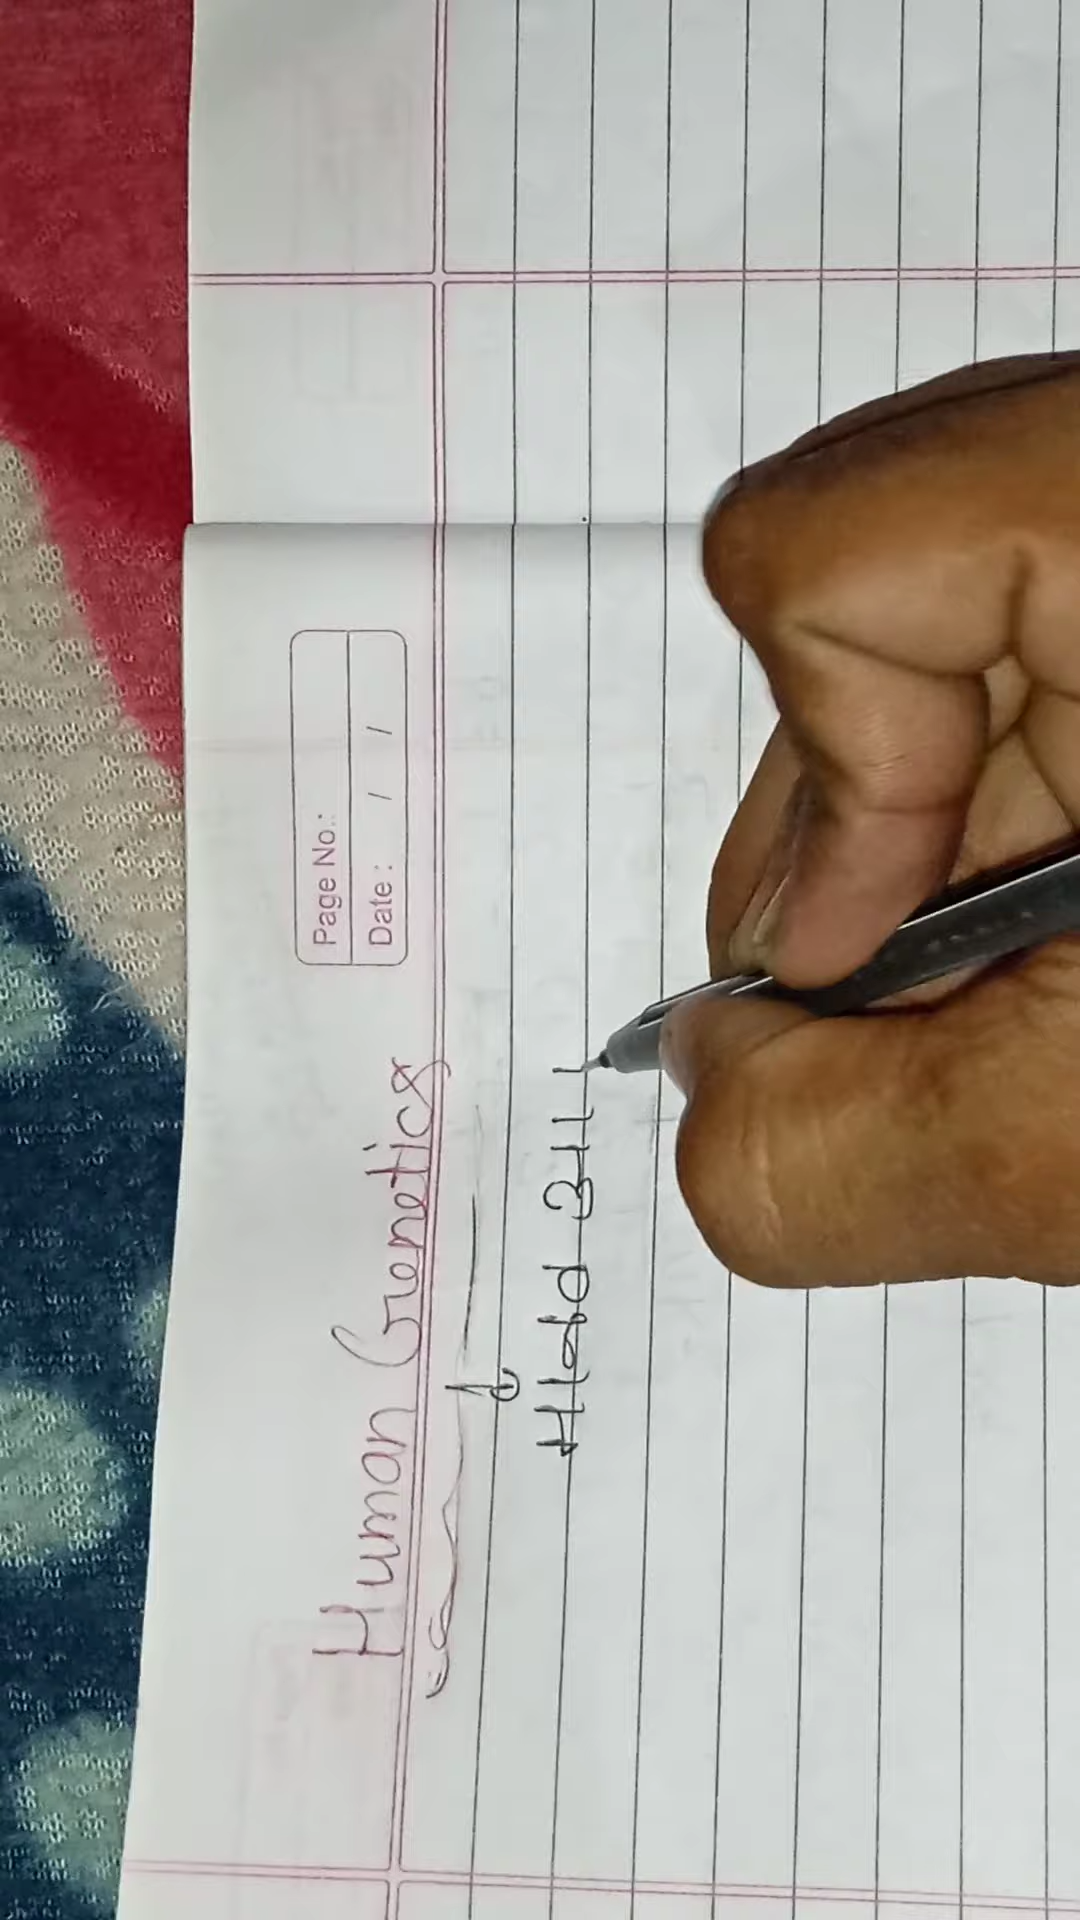 Page No.:
Date: / /
Human Genetics
मानव आ